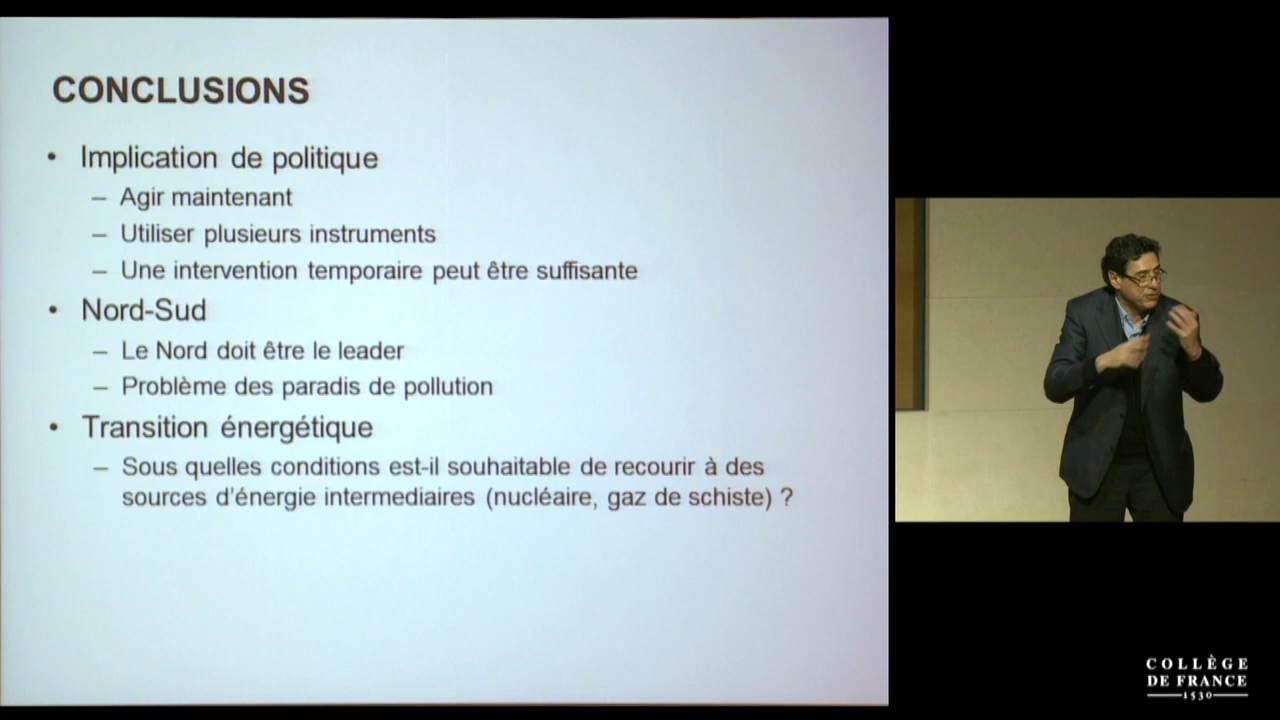 CONCLUSIONS
• Implication de politique
– Agir maintenant
– Utiliser plusieurs instruments
– Une intervention temporaire peut être suffisante
• Nord-Sud
– Le Nord doit être le leader
– Problème des paradis de pollution
• Transition énergétique
– Sous quelles conditions est-il souhaitable de recourir à des
sources d'énergie intermediaires (nucléaire, gaz de schiste) ?
COLLÈGE
DE FRANCE
1530